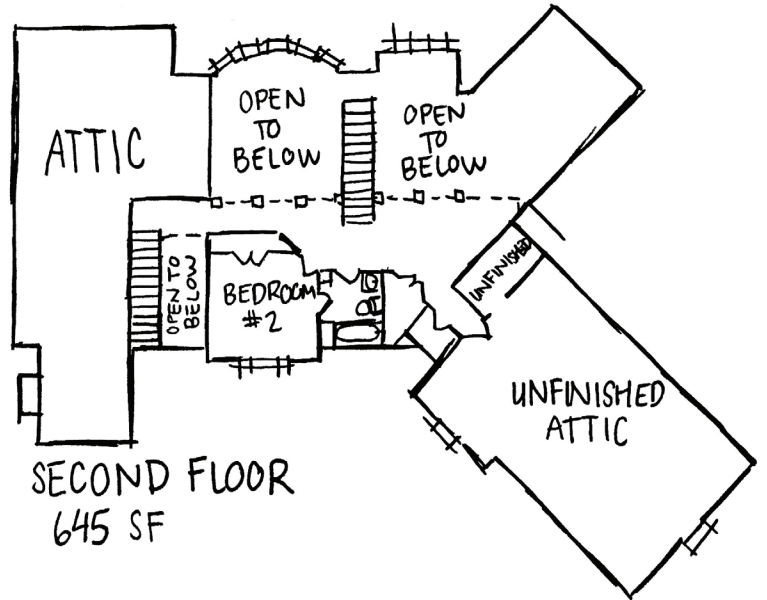 ATTIC
OPEN
TO
BELOW
OPEN
TO
BELOW
OPEN TO
BELOW
BEDROOM
#2
UNFINISHED
UNFINISHED
ATTIC
SECOND FLOOR
645 SF